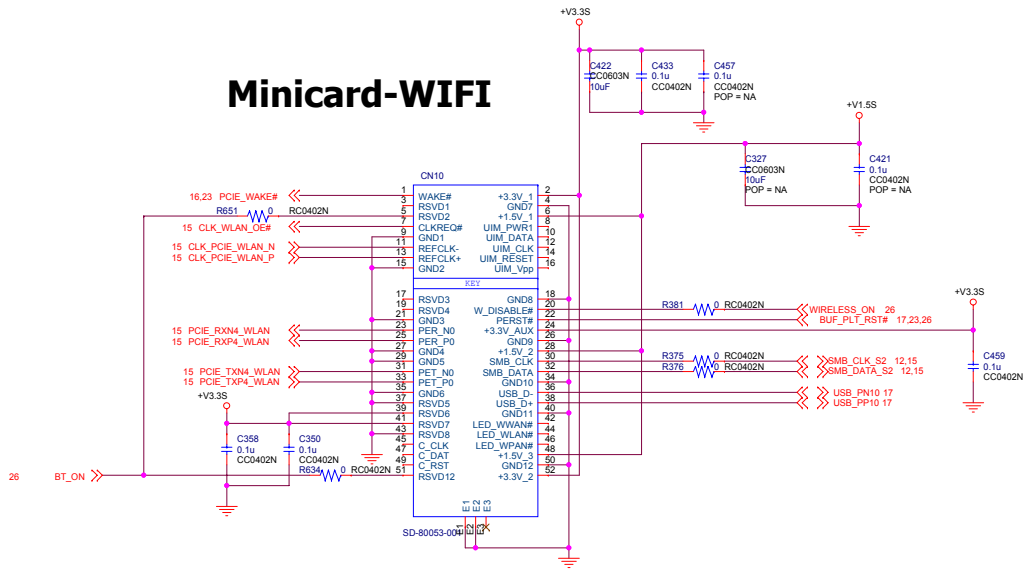 +V3.3S
Minicard-WIFI
C422
CC0603N
10uF
C433
0.1u
CC0402N
C457
0.1u
CC0402N
POP = NA
+V1.5S
C327
CC0603N
10uF
POP = NA
C421
0.1u
CC0402N
POP = NA
CN10
16,23 PCIE_WAKE# 1 WAKE# +3.3V_1 2
3 RSVD1 GND7 4
R651 0 RC0402N 5 RSVD2 +1.5V_1 6
15 CLK_WLAN_OE# 7 CLKREQ# UIM_PWR1 8
9 GND1 UIM_DATA 10
15 CLK_PCIE_WLAN_N 11 REFCLK- UIM_CLK 12
15 CLK_PCIE_WLAN_P 13 REFCLK+ UIM_RESET 14
15 GND2 UIM_Vpp 16
KEY
17 RSVD3 GND8 18
19 RSVD4 W_DISABLE# 20 R381 0 RC0402N WIRELESS_ON 26
21 GND3 PERST# 22 BUF_PLT_RST# 17,23,26
15 PCIE_RXN4_WLAN 23 PER_N0 +3.3V_AUX 24
+V3.3S
15 PCIE_RXP4_WLAN 25 PER_P0 GND9 26
27 GND4 +1.5V_2 28
29 GND5 SMB_CLK 30 R375 0 RC0402N SMB_CLK_S2 12,15
15 PCIE_TXN4_WLAN 31 PET_N0 SMB_DATA 32 R376 0 RC0402N SMB_DATA_S2 12,15
15 PCIE_TXP4_WLAN 33 PET_P0 GND10 34
C459
0.1u
CC0402N
35 GND6 USB_D- 36 USB_PN10 17
37 RSVD5 USB_D+ 38 USB_PP10 17
+V3.3S
39 RSVD6 GND11 40
41 RSVD7 LED_WWAN# 42
43 RSVD8 LED_WLAN# 44
45 C_CLK LED_WPAN# 46
47 C_DAT +1.5V_3 48
49 C_RST GND12 50
C358
0.1u
CC0402N
C350
0.1u
CC0402N
26 BT_ON R634 0 RC0402N 51 RSVD12 +3.3V_2 52
E1 E2 E3
SD-80053-001
E1 E2 E3